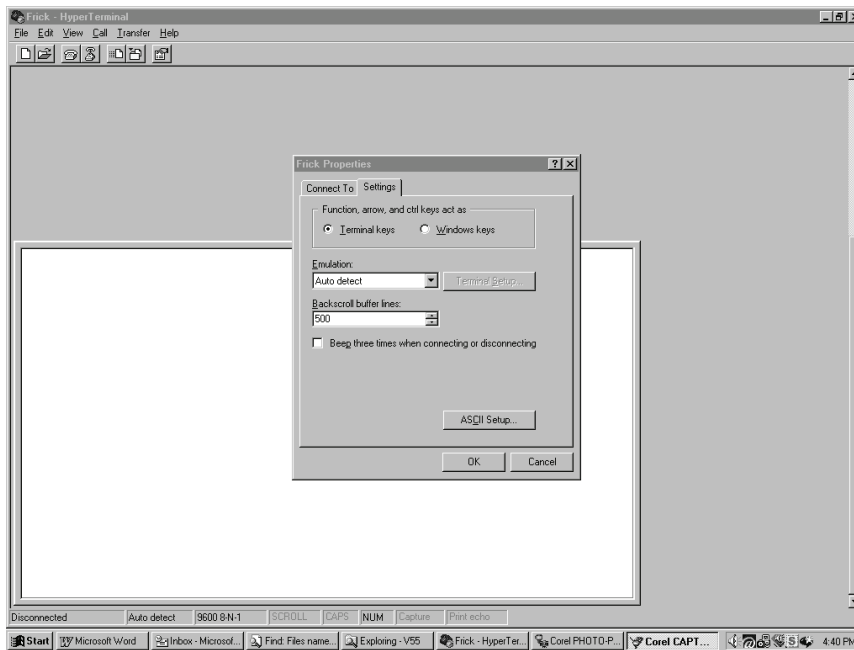 Frick - HyperTerminal
File Edit View Call Transfer Help
Frick Properties
Connect To Settings
Function, arrow, and ctrl keys act as
Terminal keys Windows keys
Emulation:
Auto detect Terminal Setup...
Backscroll buffer lines:
500
Beep three times when connecting or disconnecting
ASCII Setup...
OK Cancel
Disconnected Auto detect 9600 8-N-1 SCROLL CAPS NUM Capture Print echo
Start Microsoft Word Inbox - Microsof... Find: Files name... Exploring - V55 Frick - HyperTer... Corel PHOTO-P... Corel CAPT... S 4:40 PM